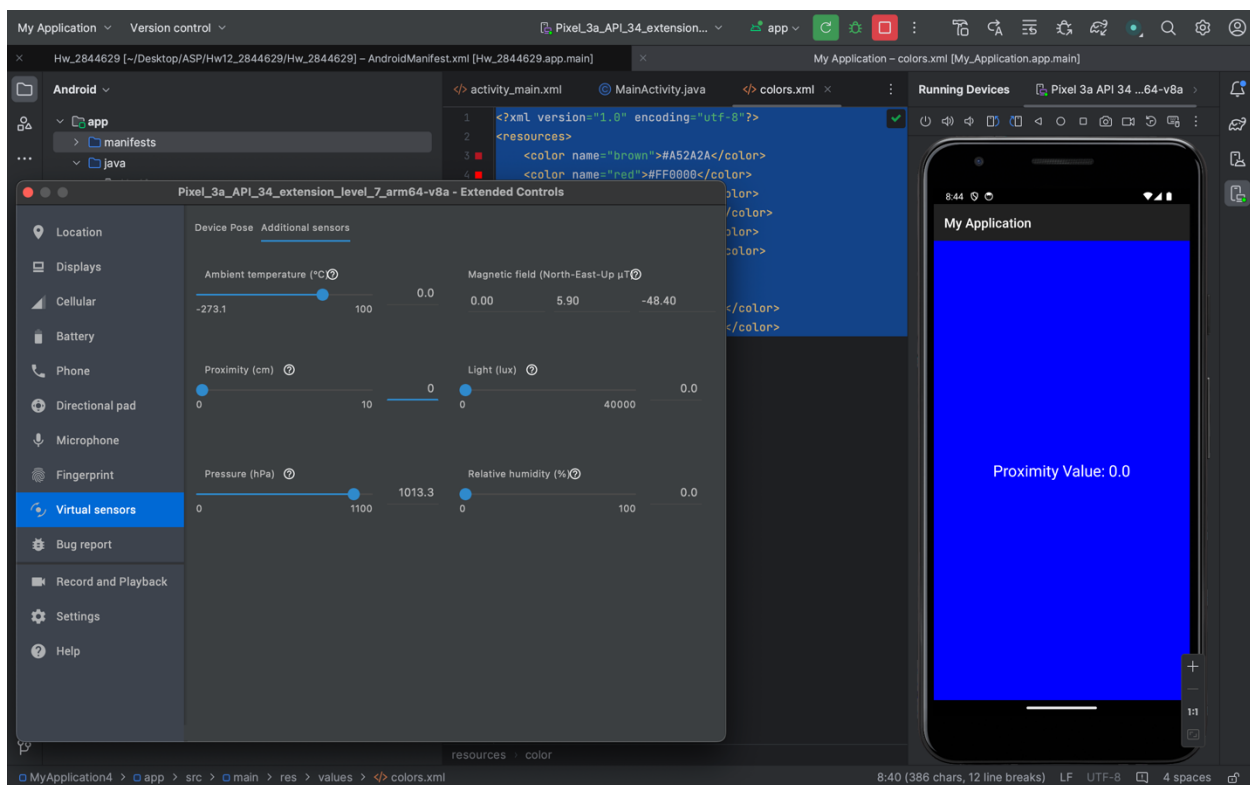 My Application Version control Pixel_3a_API_34_extension... app
Hw_2844629 [~/Desktop/ASP/Hw12_2844629/Hw_2844629] – AndroidManifest.xml [Hw_2844629.app.main] My Application – colors.xml [My_Application.app.main]
Android
app
manifests
java
activity_main.xml MainActivity.java colors.xml
1 <?xml version="1.0" encoding="utf-8"?>
2 <resources>
3 <color name="brown">#A52A2A</color>
4 <color name="red">#FF0000</color>
olor>
/color>
olor>
color>
</color>
</color>
resources > color
Running Devices Pixel 3a API 34 ...64-v8a
8:44
My Application
Proximity Value: 0.0
1:1
Pixel_3a_API_34_extension_level_7_arm64-v8a - Extended Controls
Location
Displays
Cellular
Battery
Phone
Directional pad
Microphone
Fingerprint
Virtual sensors
Bug report
Record and Playback
Settings
Help
Device Pose Additional sensors
Ambient temperature (°C)
0.0
-273.1 100
Magnetic field (North-East-Up µT)
0.00 5.90 -48.40
Proximity (cm)
0
0 10
Light (lux)
0.0
0 40000
Pressure (hPa)
1013.3
0 1100
Relative humidity (%)
0.0
0 100
MyApplication4 > app > src > main > res > values > colors.xml 8:40 (386 chars, 12 line breaks) LF UTF-8 4 spaces